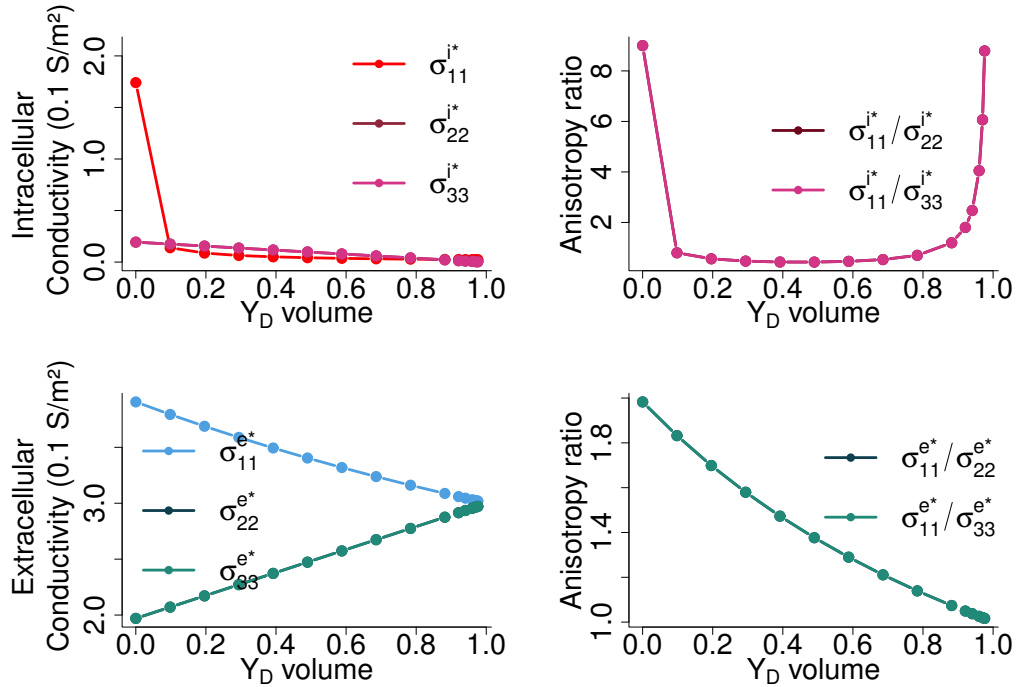 Intracellular
Conductivity (0.1 S/m²)
2.0
1.0
0.0
σ₁₁ⁱ*
σ₂₂ⁱ*
σ₃₃ⁱ*
0.0 0.2 0.4 0.6 0.8 1.0
Y_D volume
Anisotropy ratio
8
6
4
2
σ₁₁ⁱ*/σ₂₂ⁱ*
σ₁₁ⁱ*/σ₃₃ⁱ*
0.0 0.2 0.4 0.6 0.8 1.0
Y_D volume
Extracellular
Conductivity (0.1 S/m²)
3.0
2.0
σ₁₁ᵉ*
σ₂₂ᵉ*
σ₃₃ᵉ*
0.0 0.2 0.4 0.6 0.8 1.0
Y_D volume
Anisotropy ratio
1.8
1.4
1.0
σ₁₁ᵉ*/σ₂₂ᵉ*
σ₁₁ᵉ*/σ₃₃ᵉ*
0.0 0.2 0.4 0.6 0.8 1.0
Y_D volume